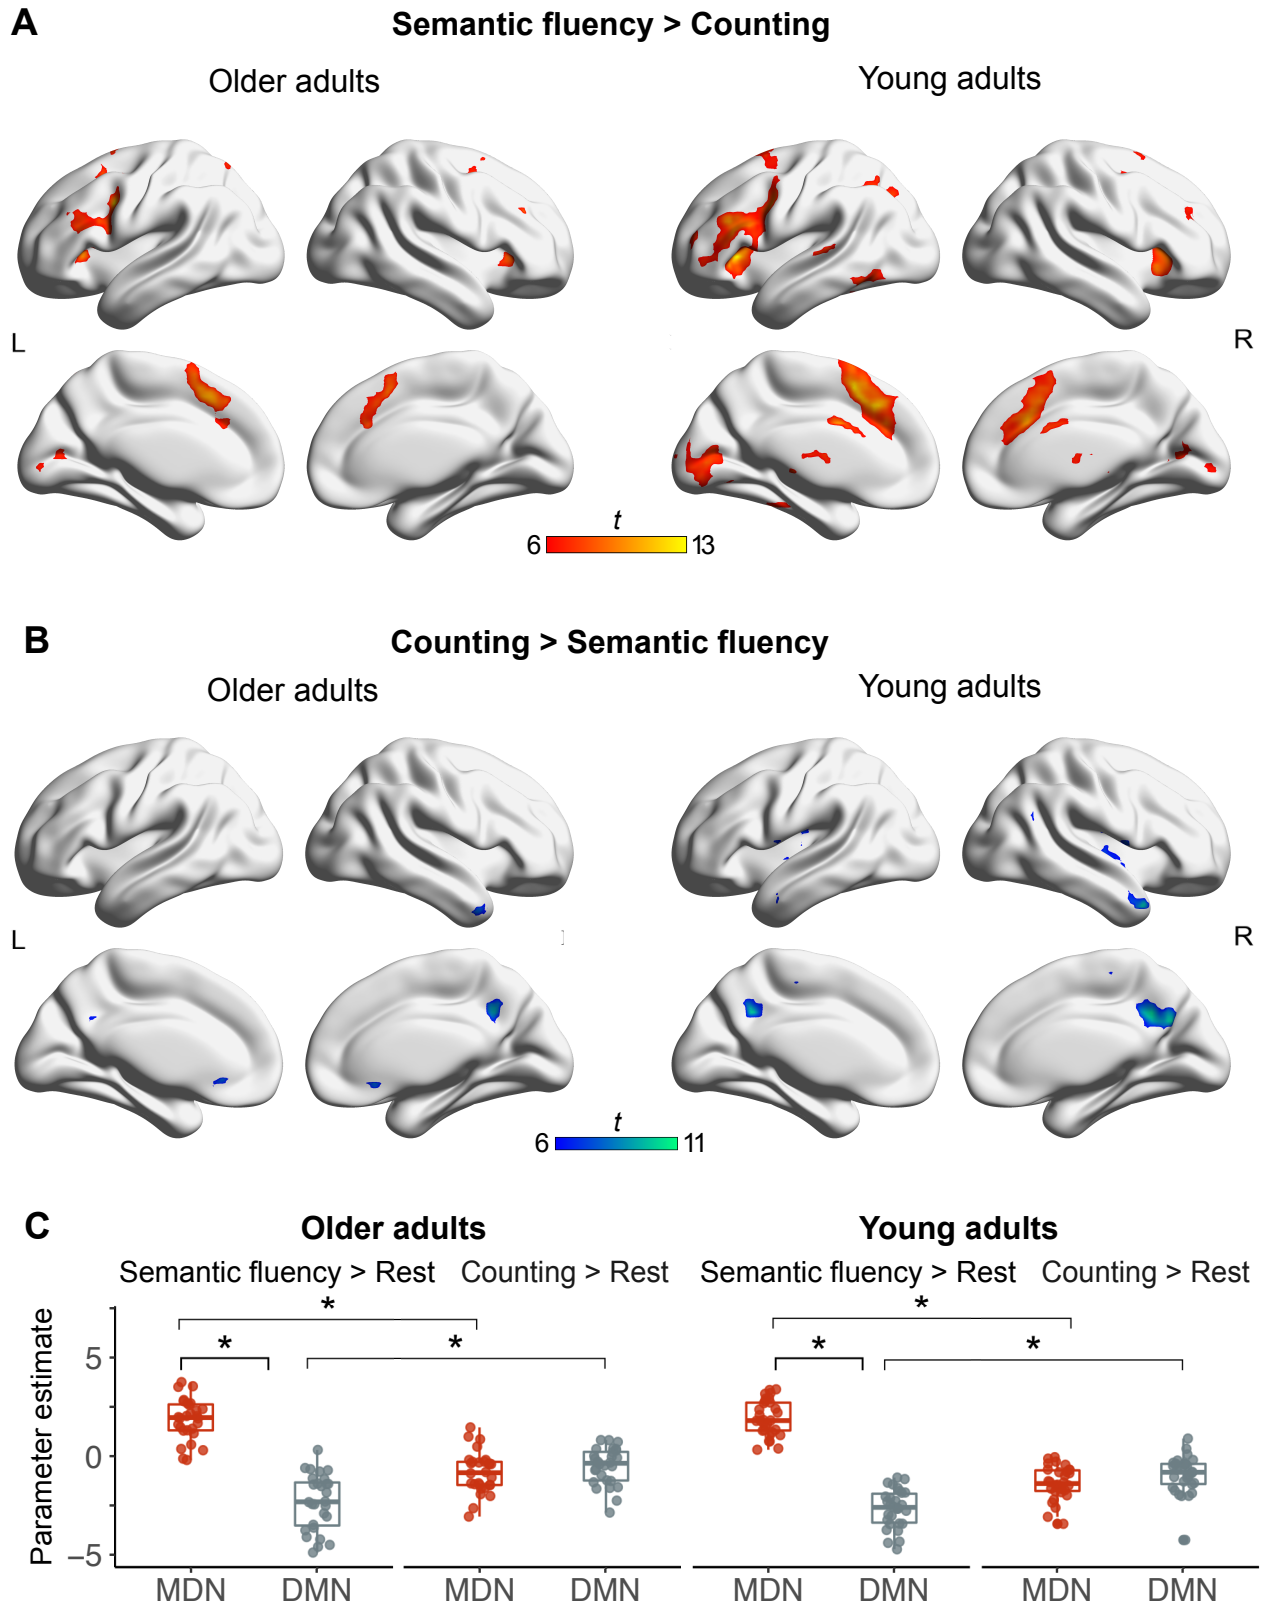 A
Semantic fluency > Counting
Older adults
Young adults
L
R
t
6
13
B
Counting > Semantic fluency
Older adults
Young adults
L
R
t
6
11
C
Older adults
Young adults
Semantic fluency > Rest
Counting > Rest
Semantic fluency > Rest
Counting > Rest
*
*
*
*
*
*
Parameter estimate
5
0
−5
MDN
DMN
MDN
DMN
MDN
DMN
MDN
DMN